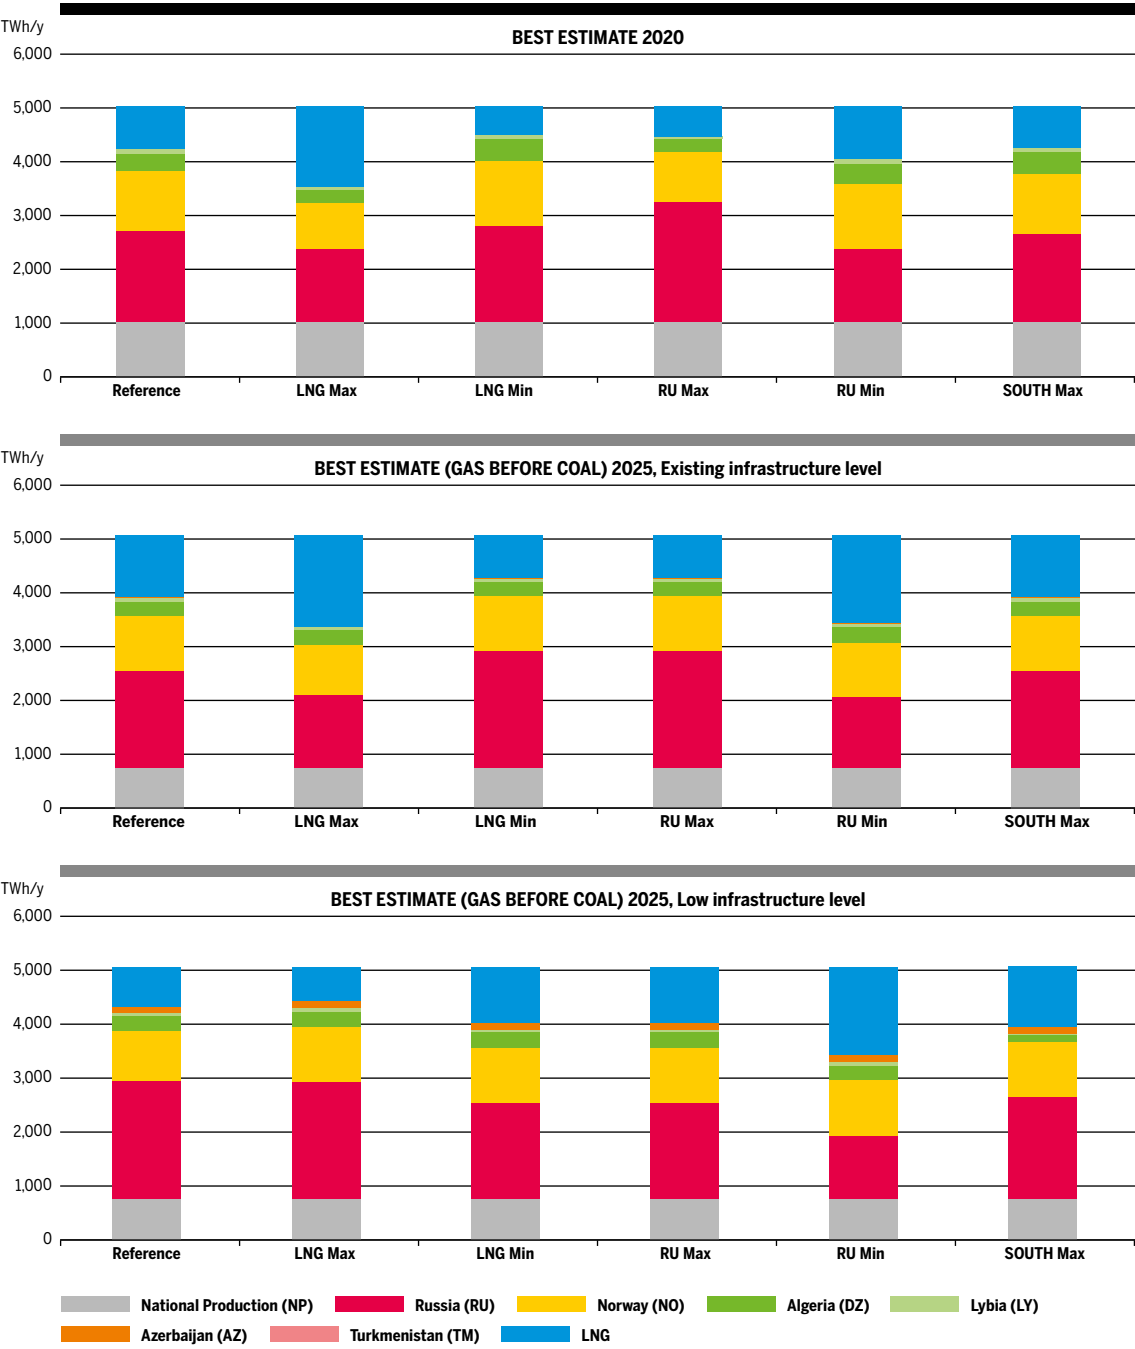 TWh/y
BEST ESTIMATE 2020
6,000
5,000
4,000
3,000
2,000
1,000
0
Reference LNG Max LNG Min RU Max RU Min SOUTH Max
TWh/y
BEST ESTIMATE (GAS BEFORE COAL) 2025, Existing infrastructure level
6,000
5,000
4,000
3,000
2,000
1,000
0
Reference LNG Max LNG Min RU Max RU Min SOUTH Max
TWh/y
BEST ESTIMATE (GAS BEFORE COAL) 2025, Low infrastructure level
6,000
5,000
4,000
3,000
2,000
1,000
0
Reference LNG Max LNG Min RU Max RU Min SOUTH Max
National Production (NP) Russia (RU) Norway (NO) Algeria (DZ) Lybia (LY)
Azerbaijan (AZ) Turkmenistan (TM) LNG